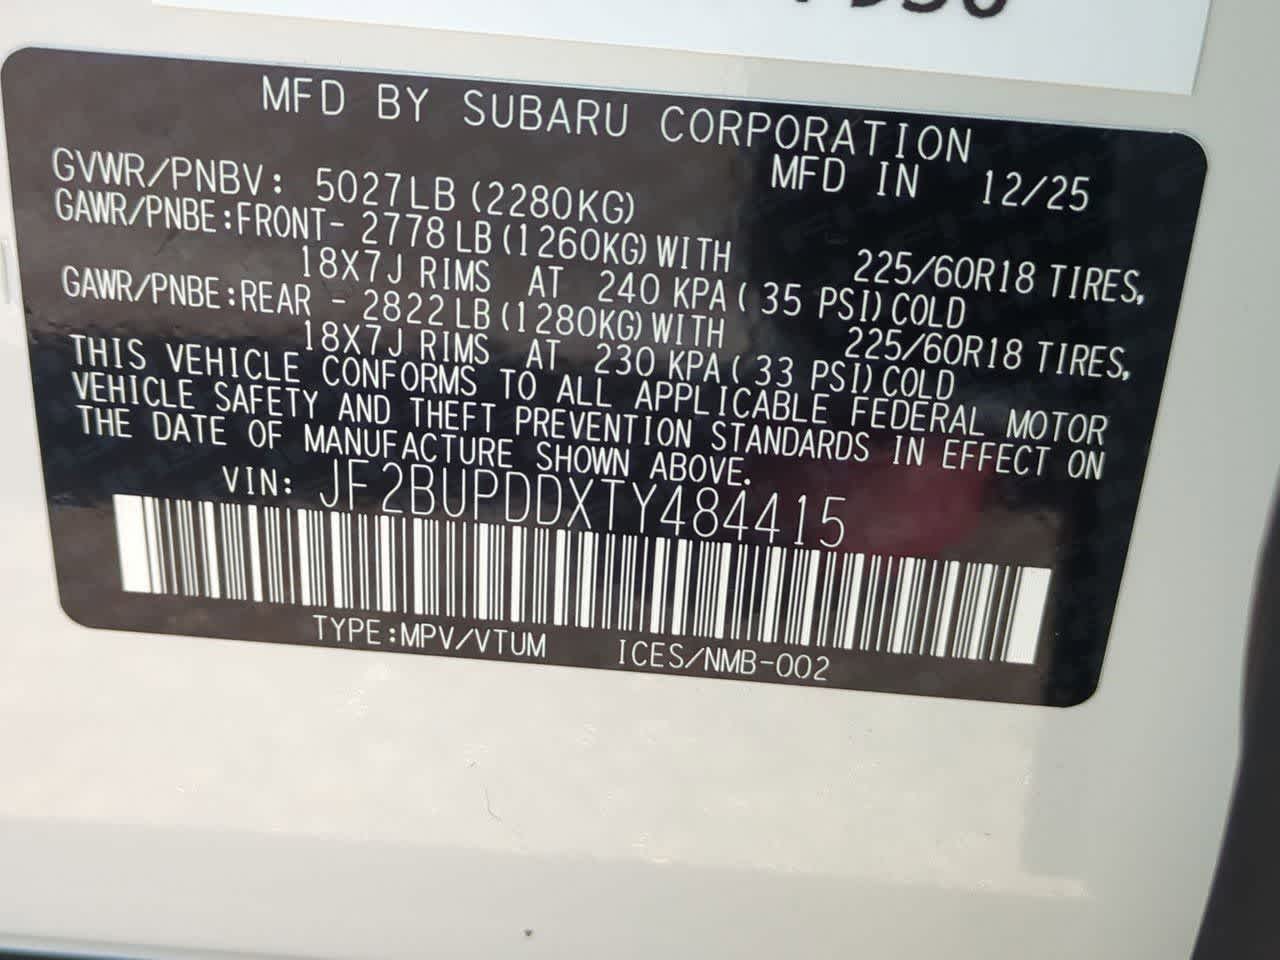 MFD BY SUBARU CORPORATION
GVWR/PNBV: 5027LB (2280KG) MFD IN 12/25
GAWR/PNBE:FRONT- 2778 LB(1260KG)WITH 225/60R18 TIRES,
18X7J RIMS AT 240 KPA( 35 PSI)COLD
GAWR/PNBE:REAR - 2822 LB(1280KG)WITH 225/60R18 TIRES,
18X7J RIMS AT 230 KPA( 33 PSI)COLD
THIS VEHICLE CONFORMS TO ALL APPLICABLE FEDERAL MOTOR
VEHICLE SAFETY AND THEFT PREVENTION STANDARDS IN EFFECT ON
THE DATE OF MANUFACTURE SHOWN ABOVE.
VIN: JF2BUPDDXTY484415
TYPE:MPV/VTUM ICES/NMB-002